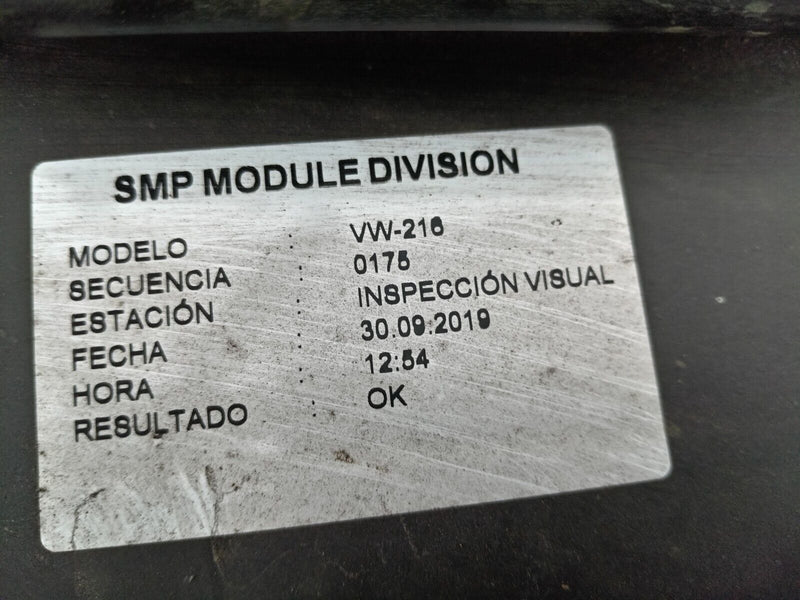 SMP MODULE DIVISION
MODELO : VW-216
SECUENCIA : 0175
ESTACIÓN : INSPECCIÓN VISUAL
FECHA : 30.09.2019
HORA : 12:54
RESULTADO : OK